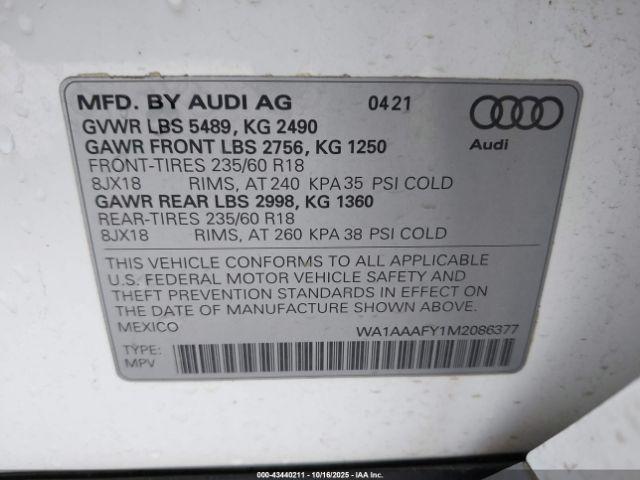 MFD. BY AUDI AG 0421
GVWR LBS 5489, KG 2490
GAWR FRONT LBS 2756, KG 1250
FRONT-TIRES 235/60 R18
8JX18 RIMS, AT 240 KPA 35 PSI COLD
GAWR REAR LBS 2998, KG 1360
REAR-TIRES 235/60 R18
8JX18 RIMS, AT 260 KPA 38 PSI COLD
Audi
THIS VEHICLE CONFORMS TO ALL APPLICABLE
U.S. FEDERAL MOTOR VEHICLE SAFETY AND
THEFT PREVENTION STANDARDS IN EFFECT ON
THE DATE OF MANUFACTURE SHOWN ABOVE.
MEXICO WA1AAAFY1M2086377
TYPE:
MPV
000-43440211 - 10/16/2025 - IAA Corp.